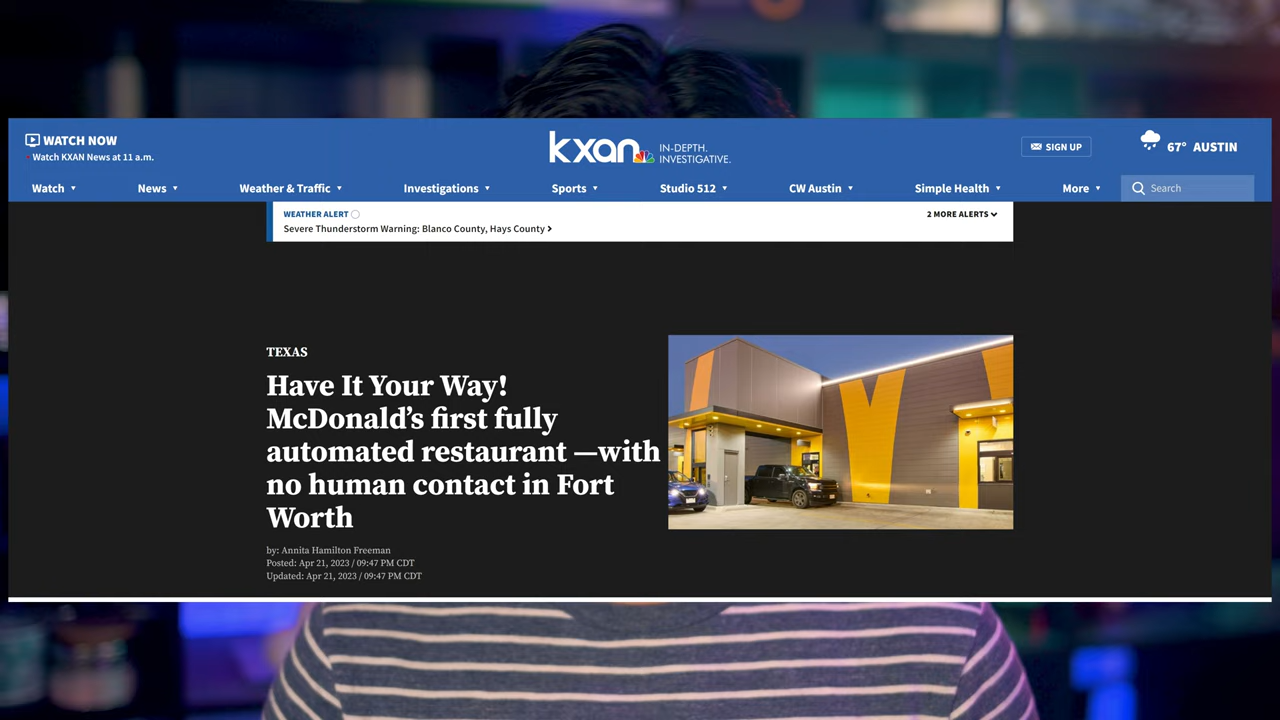 WATCH NOW
Watch KXAN News at 11 a.m.
kxan IN-DEPTH.
INVESTIGATIVE.
SIGN UP
67° AUSTIN
Watch News Weather & Traffic Investigations Sports Studio 512 CW Austin Simple Health More Search
WEATHER ALERT
2 MORE ALERTS
Severe Thunderstorm Warning: Blanco County, Hays County
TEXAS
Have It Your Way!
McDonald’s first fully
automated restaurant —with
no human contact in Fort
Worth
by: Annita Hamilton Freeman
Posted: Apr 21, 2023 / 09:47 PM CDT
Updated: Apr 21, 2023 / 09:47 PM CDT